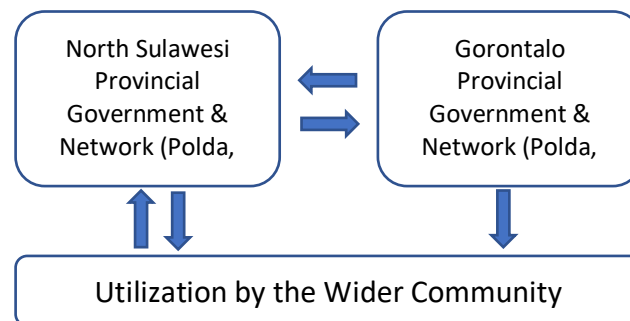 North Sulawesi
Provincial
Government &
Network (Polda,
Gorontalo
Provincial
Government &
Network (Polda,
Utilization by the Wider Community